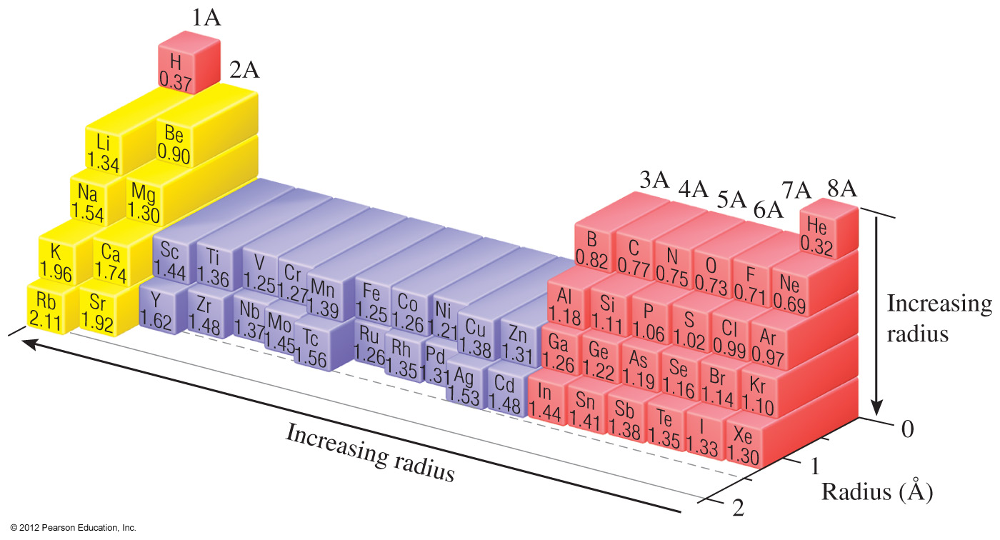 1A
H
0.37
2A
Li
1.34
Be
0.90
Na
1.54
Mg
1.30
3A
4A
5A
6A
7A
8A
He
0.32
B
0.82
C
0.77
N
0.75
O
0.73
F
0.71
Ne
0.69
K
1.96
Ca
1.74
Sc
1.44
Ti
1.36
V
1.25
Cr
1.27
Mn
1.39
Fe
1.25
Co
1.26
Ni
1.21
Cu
1.38
Zn
1.31
Al
1.18
Si
1.11
P
1.06
S
1.02
Cl
0.99
Ar
0.97
Increasing
radius
Rb
2.11
Sr
1.92
Y
1.62
Zr
1.48
Nb
1.37
Mo
1.45
Tc
1.56
Ru
1.26
Rh
1.35
Pd
1.31
Ag
1.53
Cd
1.48
Ga
1.26
Ge
1.22
As
1.19
Se
1.16
Br
1.14
Kr
1.10
In
1.44
Sn
1.41
Sb
1.38
Te
1.35
I
1.33
Xe
1.30
Increasing radius
0
1
2
Radius (Å)
© 2012 Pearson Education, Inc.